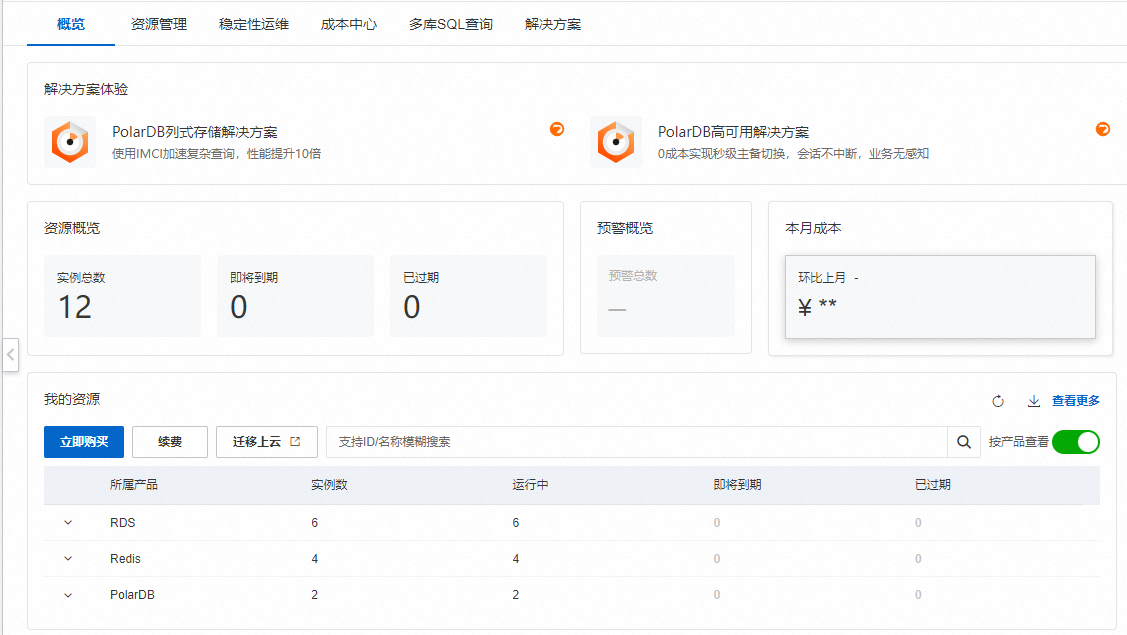 概览 资源管理 稳定性运维 成本中心 多库SQL查询 解决方案
解决方案体验
PolarDB列式存储解决方案
使用IMCI加速复杂查询，性能提升10倍
PolarDB高可用解决方案
0成本实现秒级主备切换，会话不中断，业务无感知
资源概览
实例总数
12
即将到期
0
已过期
0
预警概览
预警总数
—
本月成本
环比上月 -
¥ **
我的资源
查看更多
立即购买 续费 迁移上云 支持ID/名称模糊搜索 按产品查看
所属产品 实例数 运行中 即将到期 已过期
RDS 6 6 0 0
Redis 4 4 0 0
PolarDB 2 2 0 0